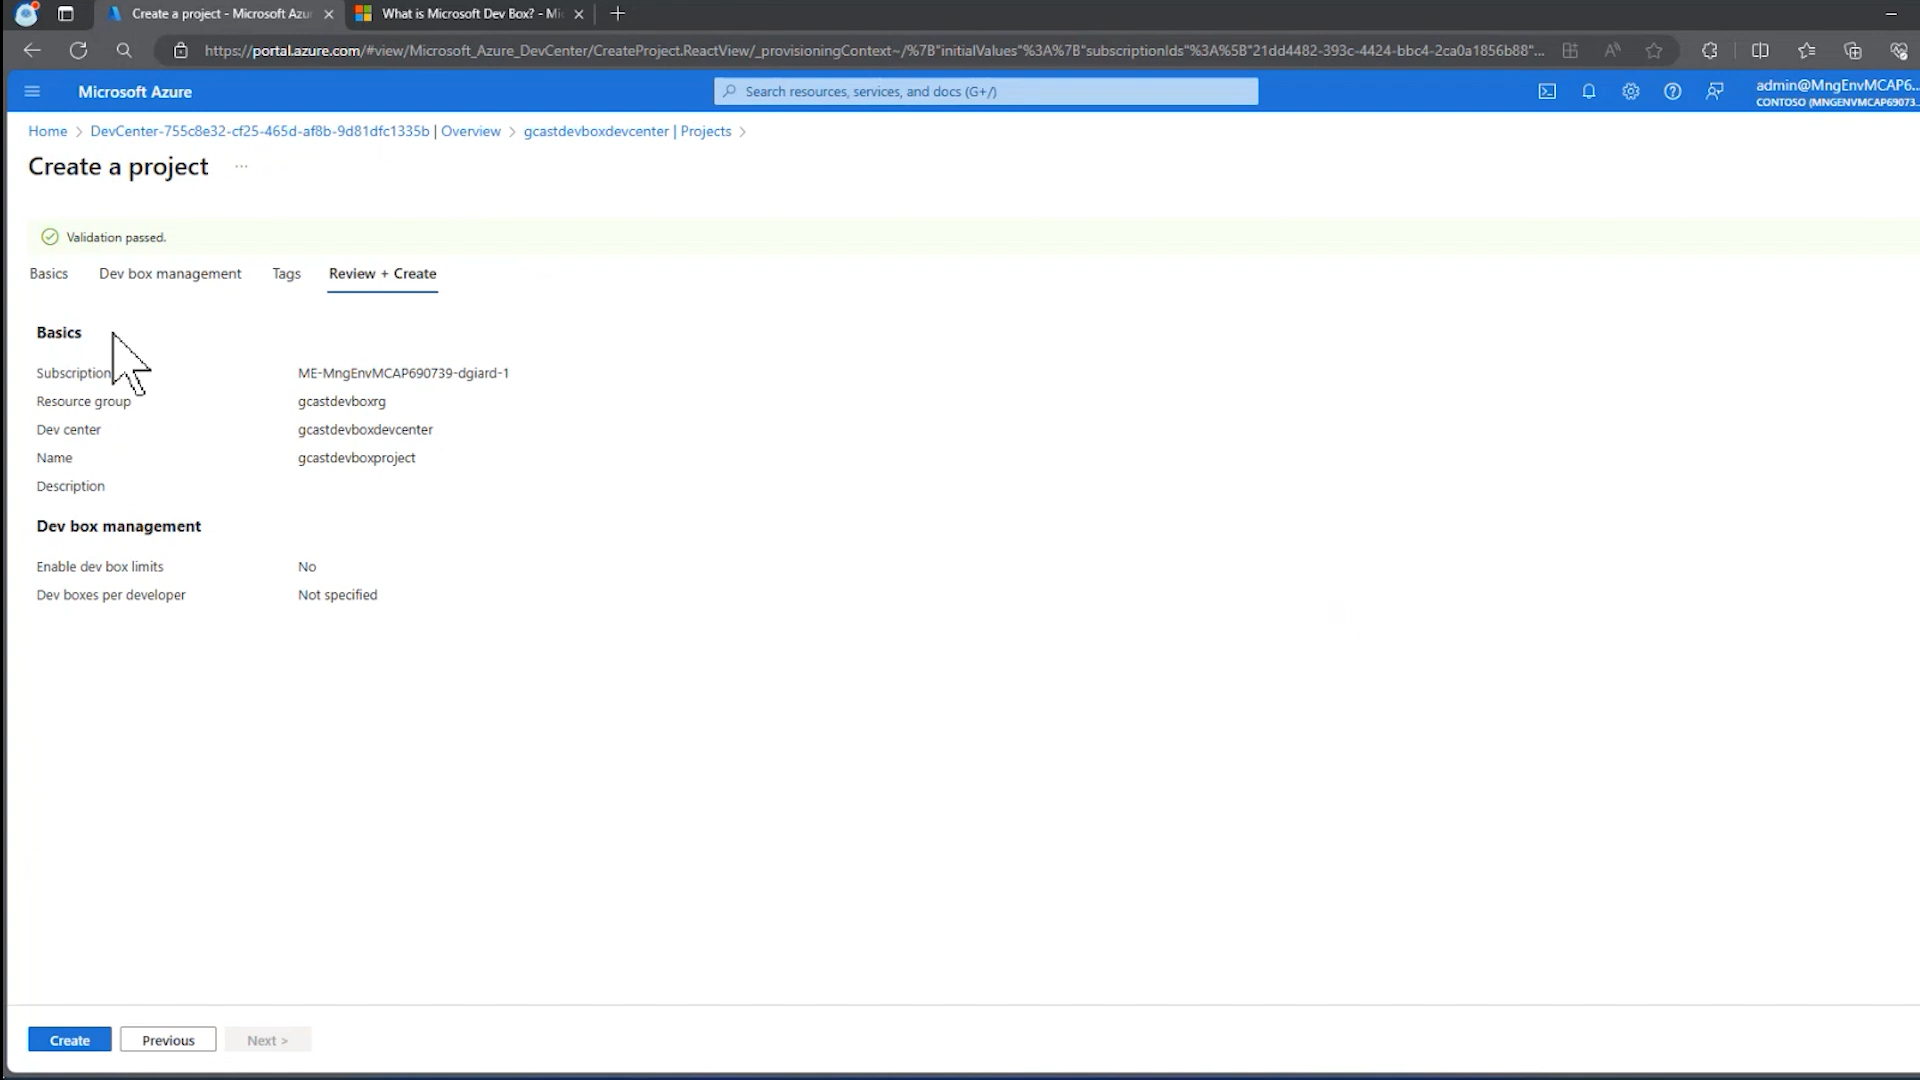 Create a project - Microsoft Azu
What is Microsoft Dev Box? - Mi
https://portal.azure.com/#view/Microsoft_Azure_DevCenter/CreateProject.ReactView/_provisioningContext~/%7B"initialValues"%3A%7B"subscriptionIds"%3A%5B"21dd4482-393c-4424-bbc4-2ca0a1856b88"...
Microsoft Azure
Search resources, services, and docs (G+/)
admin@MngEnvMCAP6...
CONTOSO (MNGENVMCAP69073...
Home > DevCenter-755c8e32-cf25-465d-af8b-9d81dfc1335b | Overview > gcastdevboxdevcenter | Projects >
Create a project ...
Validation passed.
Basics Dev box management Tags Review + Create
Basics
Subscription ME-MngEnvMCAP690739-dgiard-1
Resource group gcastdevboxrg
Dev center gcastdevboxdevcenter
Name gcastdevboxproject
Description
Dev box management
Enable dev box limits No
Dev boxes per developer Not specified
Create Previous Next >